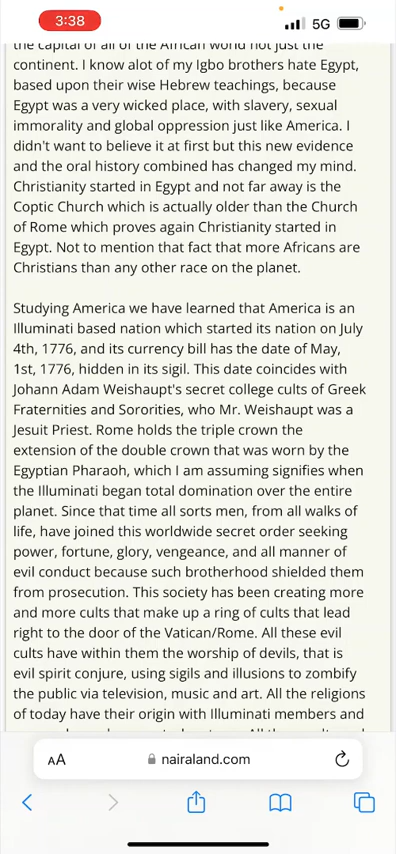 3:38
5G
the capital of all of the African world not just the
continent. I know alot of my Igbo brothers hate Egypt,
based upon their wise Hebrew teachings, because
Egypt was a very wicked place, with slavery, sexual
immorality and global oppression just like America. I
didn't want to believe it at first but this new evidence
and the oral history combined has changed my mind.
Christianity started in Egypt and not far away is the
Coptic Church which is actually older than the Church
of Rome which proves again Christianity started in
Egypt. Not to mention that fact that more Africans are
Christians than any other race on the planet.
Studying America we have learned that America is an
Illuminati based nation which started its nation on July
4th, 1776, and its currency bill has the date of May,
1st, 1776, hidden in its sigil. This date coincides with
Johann Adam Weishaupt's secret college cults of Greek
Fraternities and Sororities, who Mr. Weishaupt was a
Jesuit Priest. Rome holds the triple crown the
extension of the double crown that was worn by the
Egyptian Pharaoh, which I am assuming signifies when
the Illuminati began total domination over the entire
planet. Since that time all sorts men, from all walks of
life, have joined this worldwide secret order seeking
power, fortune, glory, vengeance, and all manner of
evil conduct because such brotherhood shielded them
from prosecution. This society has been creating more
and more cults that make up a ring of cults that lead
right to the door of the Vatican/Rome. All these evil
cults have within them the worship of devils, that is
evil spirit conjure, using sigils and illusions to zombify
the public via television, music and art. All the religions
of today have their origin with Illuminati members and
AA nairaland.com